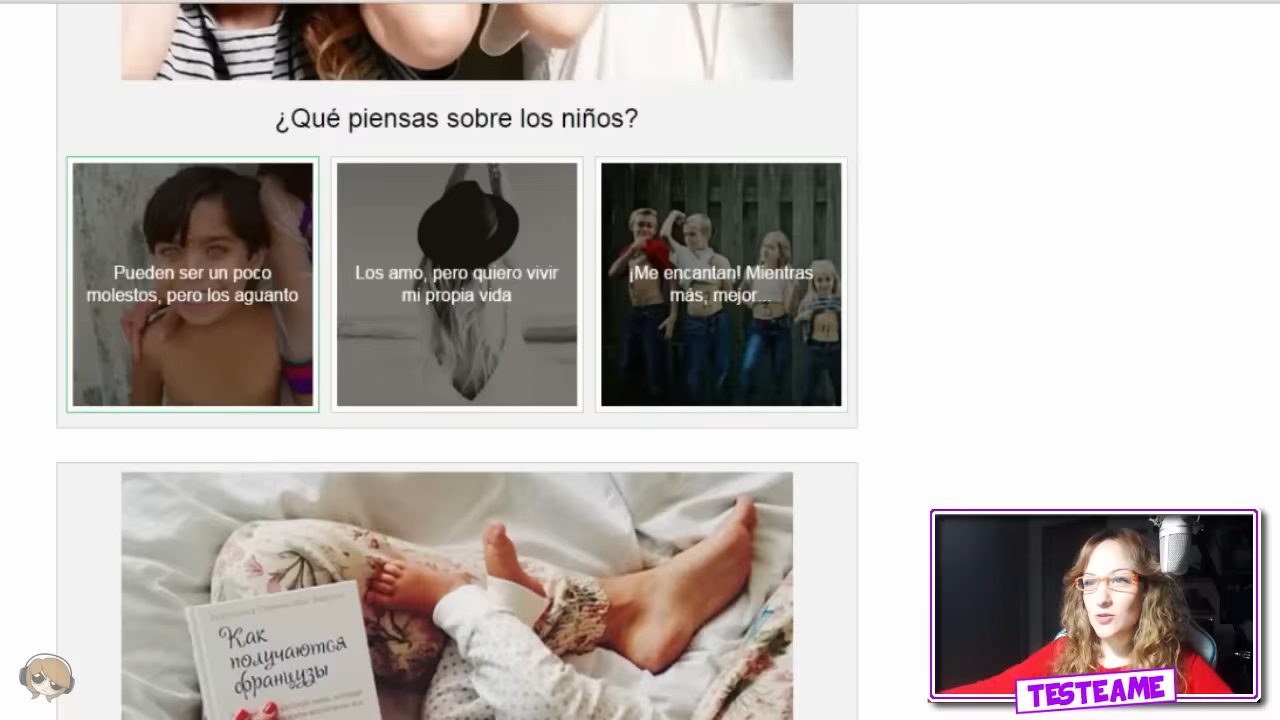 ¿Qué piensas sobre los niños?
Pueden ser un poco
molestos, pero los aguanto
Los amo, pero quiero vivir
mi propia vida
¡Me encantan! Mientras
más, mejor...
Как
получаются
французы
TESTEAME